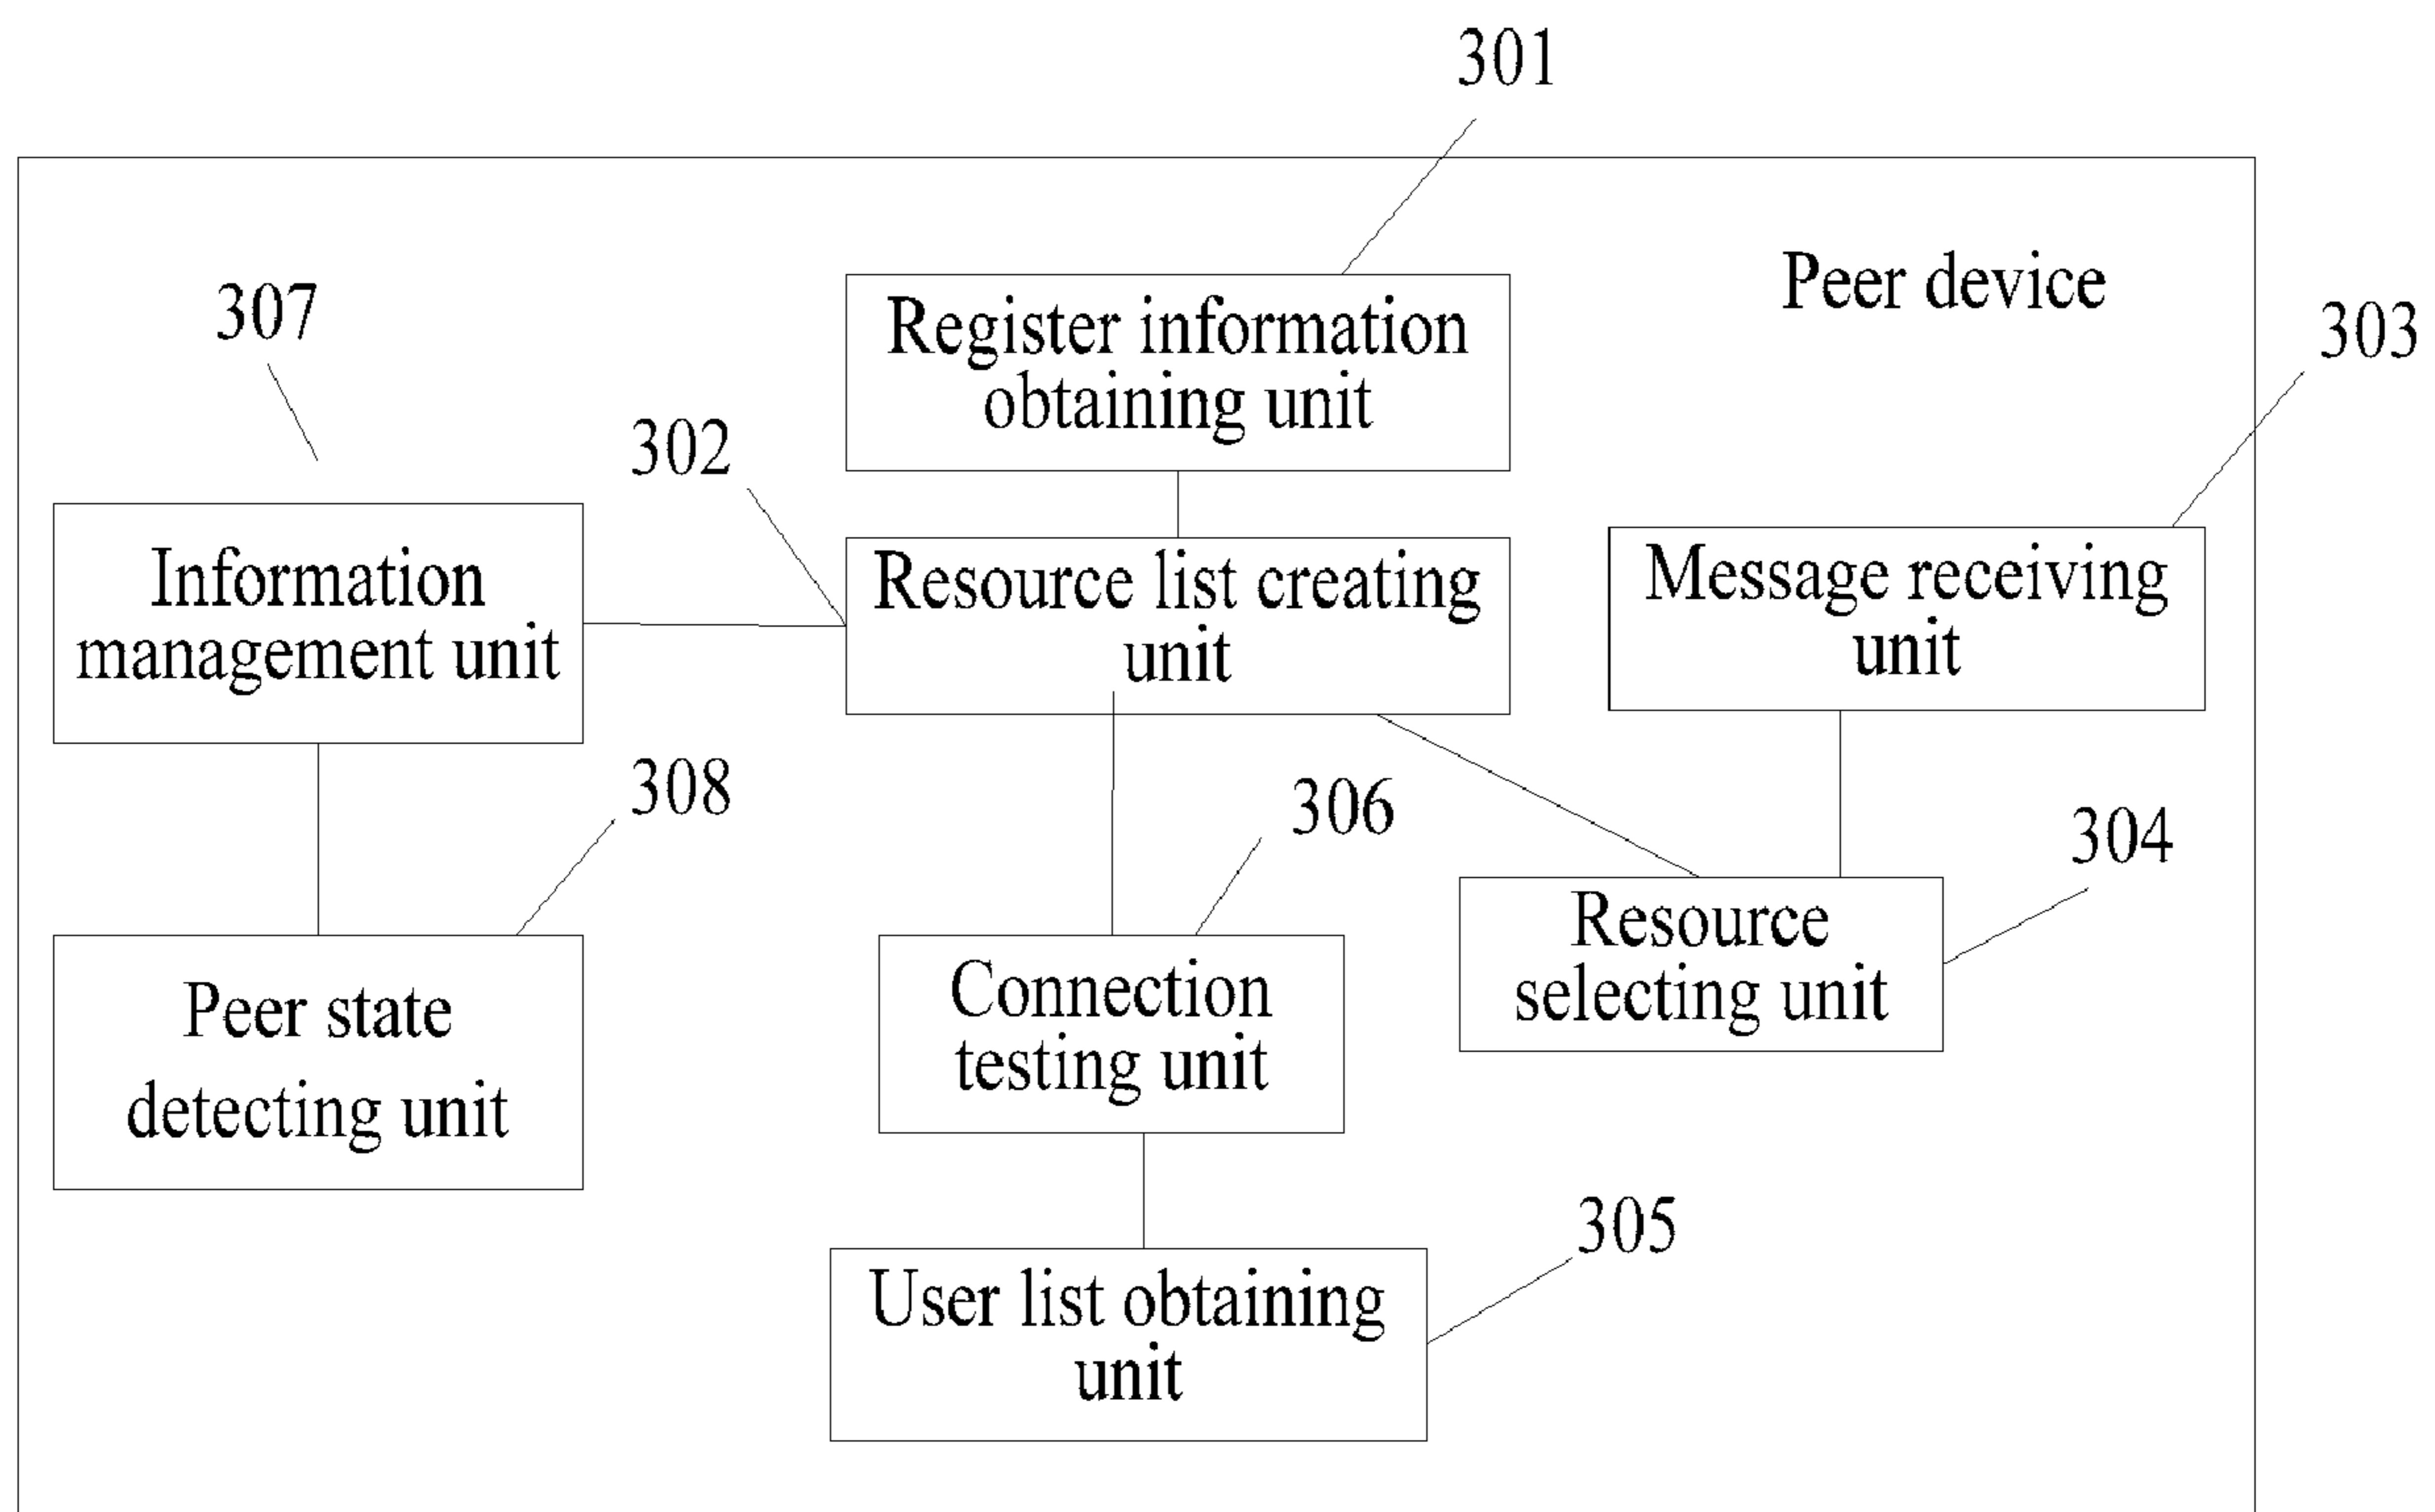 301
Peer device
307
Register information
obtaining unit
303
302
Information
management unit
Resource list creating
unit
Message receiving
unit
308
306
304
Resource
selecting unit
Peer state
detecting unit
Connection
testing unit
305
User list obtaining
unit